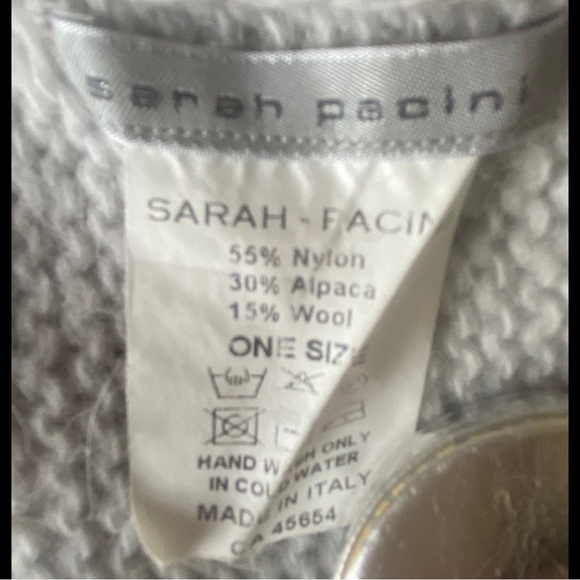 sarah pacini
SARAH - PACIN
55% Nylon
30% Alpaca
15% Wool
ONE SIZE
HAND WASH ONLY
IN COLD WATER
MADE IN ITALY
CA 45654